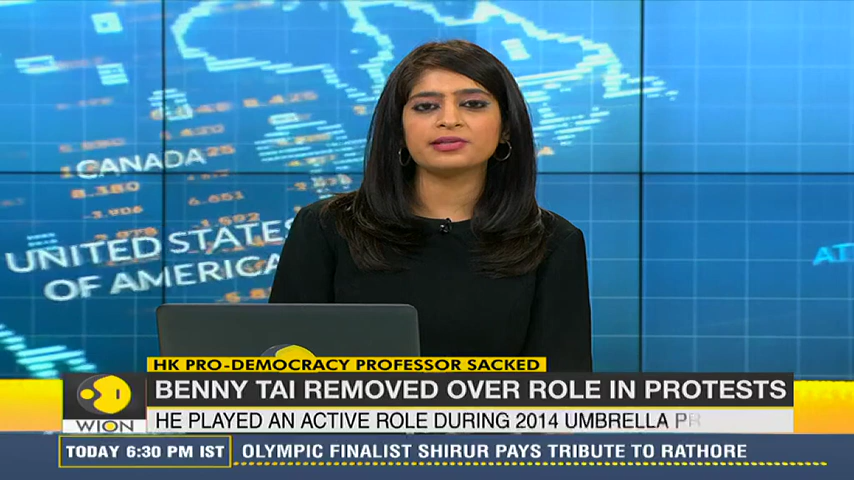 CANADA
UNITED STATES
OF AMERICA
AT
HK PRO-DEMOCRACY PROFESSOR SACKED
BENNY TAI REMOVED OVER ROLE IN PROTESTS
HE PLAYED AN ACTIVE ROLE DURING 2014 UMBRELLA PR
WION
TODAY 6:30 PM IST
OLYMPIC FINALIST SHIRUR PAYS TRIBUTE TO RATHORE